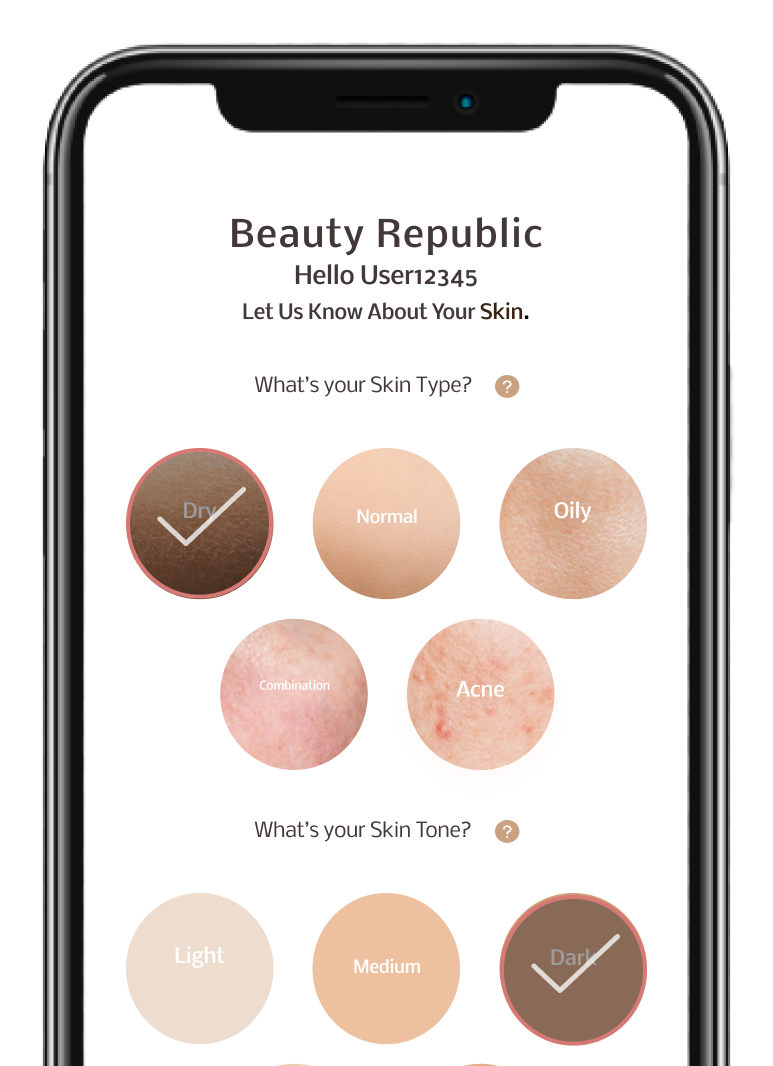 Beauty Republic
Hello User12345
Let Us Know About Your Skin.
What's your Skin Type? ?
Dry
Normal
Oily
Combination
Acne
What's your Skin Tone? ?
Light
Medium
Dark